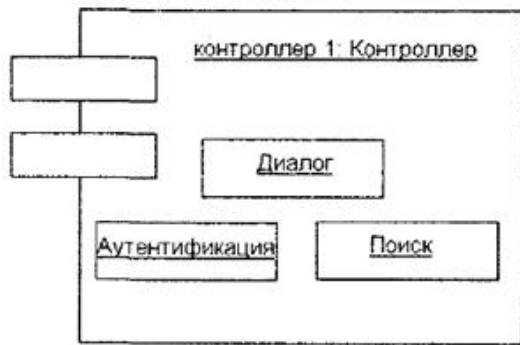 контроллер 1: Контроллер
Диалог
Аутентификация
Поиск